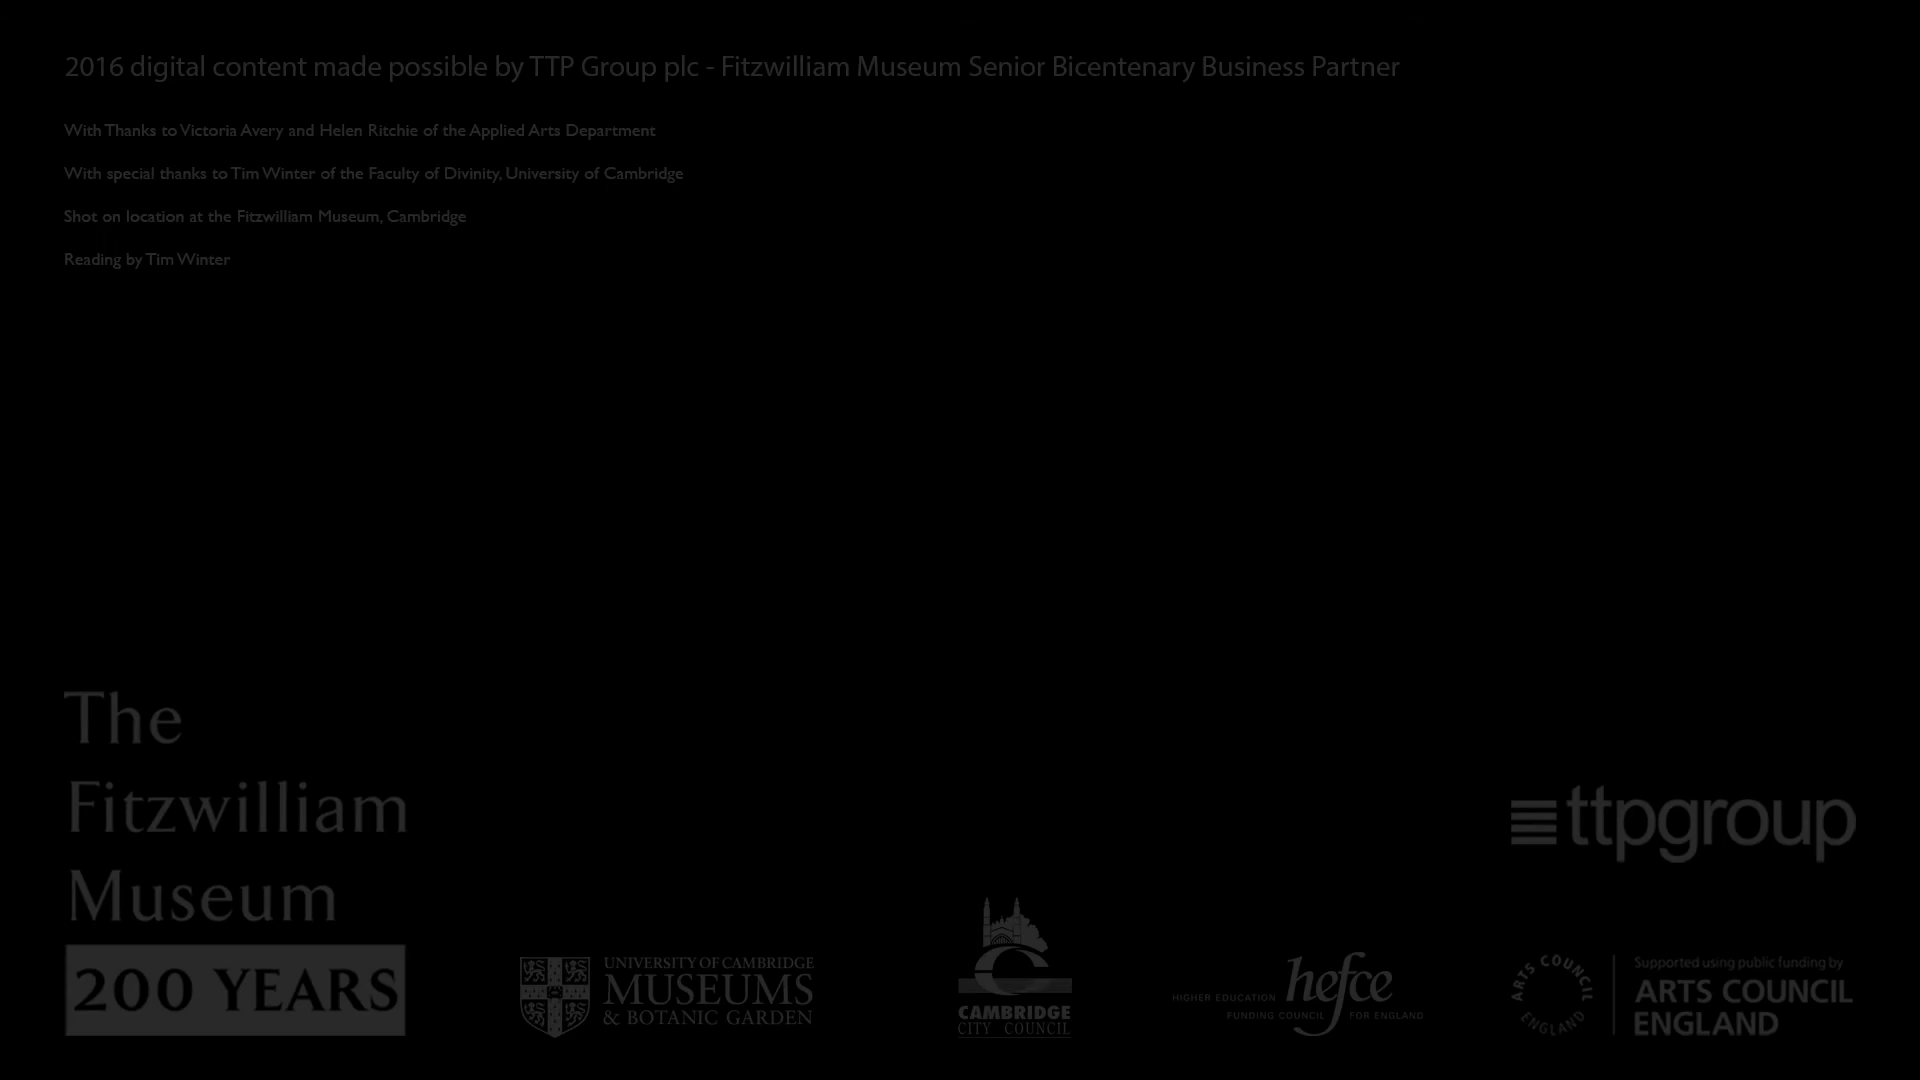 2016 digital content made possible by TTP Group plc - Fitzwilliam Museum Senior Bicentenary Business Partner
With Thanks to Victoria Avery and Helen Ritchie of the Applied Arts Department
With special thanks to Tim Winter of the Faculty of Divinity, University of Cambridge
Shot on location at the Fitzwilliam Museum, Cambridge
Reading by Tim Winter
The
Fitzwilliam
Museum
200 YEARS
UNIVERSITY OF CAMBRIDGE
MUSEUMS
& BOTANIC GARDEN
CAMBRIDGE
CITY COUNCIL
HIGHER EDUCATION hefce
FUNDING COUNCIL FOR ENGLAND
ttpgroup
ARTS COUNCIL
ENGLAND
Supported using public funding by
ARTS COUNCIL
ENGLAND